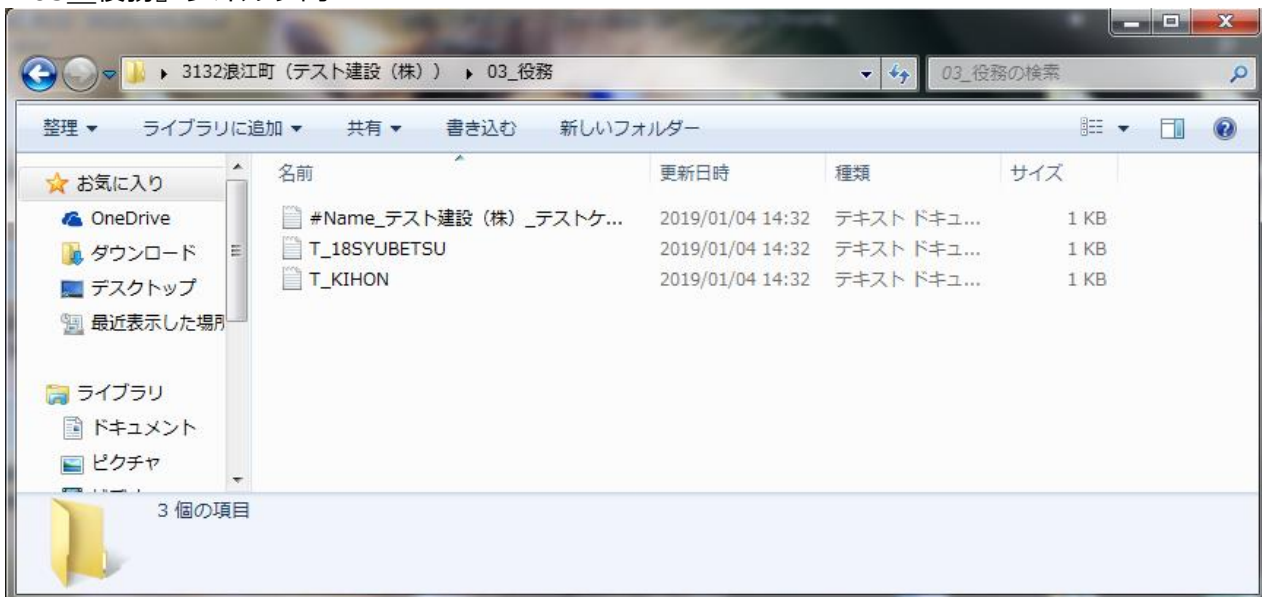 3132浪江町（テスト建設（株）） ▸ 03_役務
03_役務の検索
整理 ライブラリに追加 共有 書き込む 新しいフォルダー
お気に入り
OneDrive
ダウンロード
デスクトップ
最近表示した場所
ライブラリ
ドキュメント
ピクチャ
名前 更新日時 種類 サイズ
#Name_テスト建設（株）_テストケ... 2019/01/04 14:32 テキスト ドキュ... 1 KB
T_18SYUBETSU 2019/01/04 14:32 テキスト ドキュ... 1 KB
T_KIHON 2019/01/04 14:32 テキスト ドキュ... 1 KB
3 個の項目